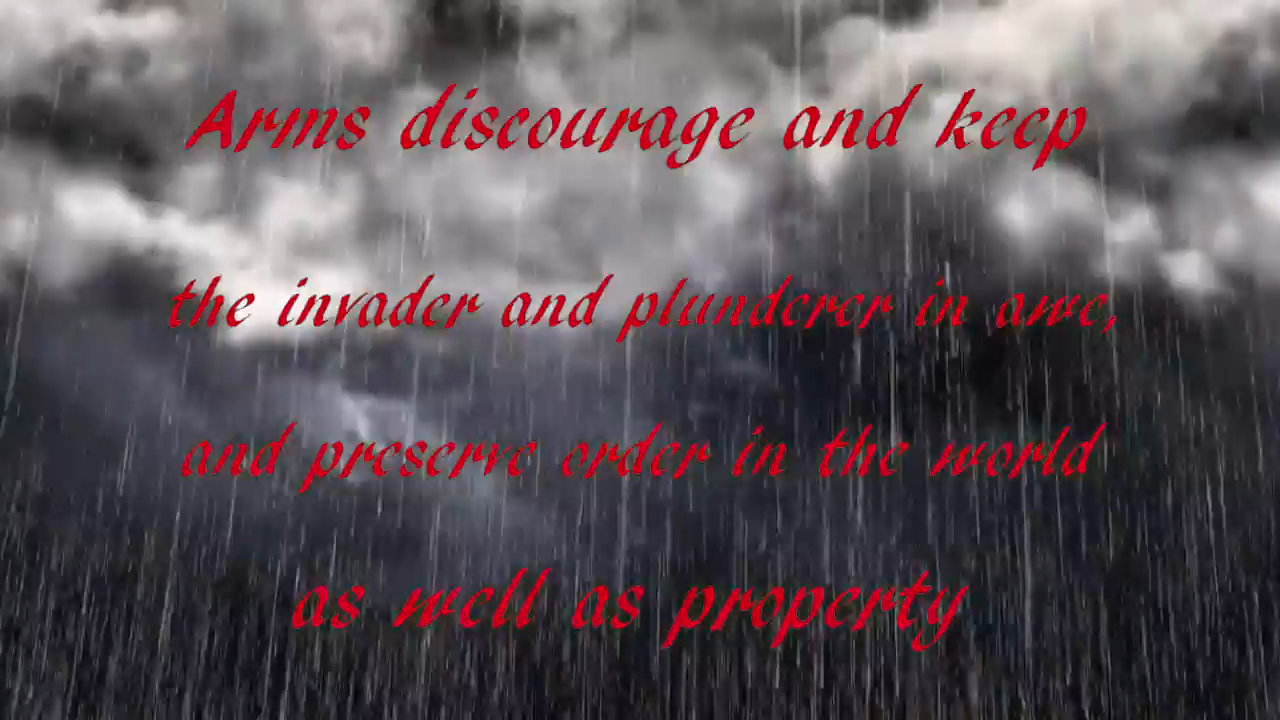 Arms discourage and keep
the invader and plunderer in awe,
and preserve order in the world
as well as property